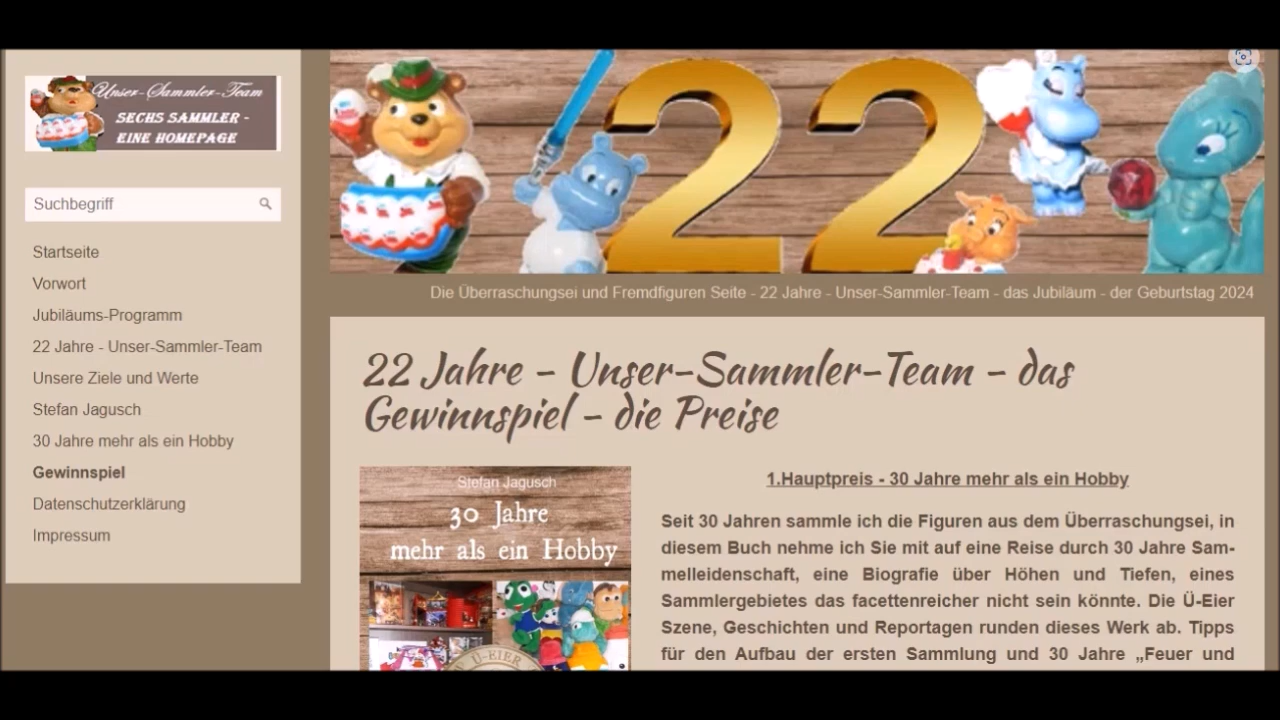 Unser-Sammler-Team
SECHS SAMMLER -
EINE HOMEPAGE
Suchbegriff
Startseite
Vorwort
Jubiläums-Programm
22 Jahre - Unser-Sammler-Team
Unsere Ziele und Werte
Stefan Jagusch
30 Jahre mehr als ein Hobby
Gewinnspiel
Datenschutzerklärung
Impressum
22
Die Überraschungsei und Fremdfiguren Seite - 22 Jahre - Unser-Sammler-Team - das Jubiläum - der Geburtstag 2024
22 Jahre - Unser-Sammler-Team - das
Gewinnspiel - die Preise
Stefan Jagusch
30 Jahre
mehr als ein Hobby
Ü-EIER
1.Hauptpreis - 30 Jahre mehr als ein Hobby
Seit 30 Jahren sammle ich die Figuren aus dem Überraschungsei, in
diesem Buch nehme ich Sie mit auf eine Reise durch 30 Jahre Sam-
melleidenschaft, eine Biografie über Höhen und Tiefen, eines
Sammlergebietes das facettenreicher nicht sein könnte. Die Ü-Eier
Szene, Geschichten und Reportagen runden dieses Werk ab. Tipps
für den Aufbau der ersten Sammlung und 30 Jahre „Feuer und